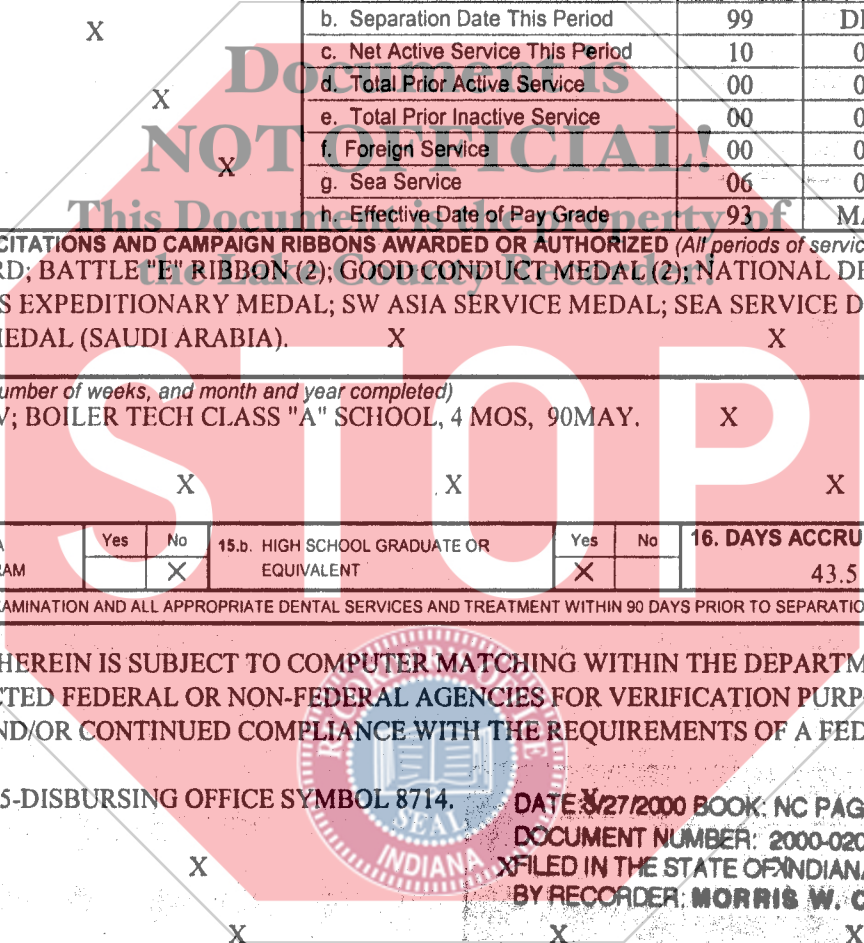 b. Separation Date This Period 99
X
c. Net Active Service This Period 10
Document is
d. Total Prior Active Service 00
X
e. Total Prior Inactive Service 00
NOT OFFICIAL!
f. Foreign Service 00
X
g. Sea Service 06
This Document is the property of
h. Effective Date of Pay Grade 93
CITATIONS AND CAMPAIGN RIBBONS AWARDED OR AUTHORIZED (All periods of servic
RD; BATTLE "E" RIBBON (2); GOOD CONDUCT MEDAL (2); NATIONAL DE
the Lake County Recorder!
S EXPEDITIONARY MEDAL; SW ASIA SERVICE MEDAL; SEA SERVICE D
MEDAL (SAUDI ARABIA). X X
STOP
umber of weeks, and month and year completed)
V; BOILER TECH CLASS "A" SCHOOL, 4 MOS, 90MAY. X
X X X
Yes No 15.b. HIGH SCHOOL GRADUATE OR Yes No 16. DAYS ACCRU
RAM X EQUIVALENT X 43.5
AMINATION AND ALL APPROPRIATE DENTAL SERVICES AND TREATMENT WITHIN 90 DAYS PRIOR TO SEPARATIO
HEREIN IS SUBJECT TO COMPUTER MATCHING WITHIN THE DEPARTM
CTED FEDERAL OR NON-FEDERAL AGENCIES FOR VERIFICATION PURP
ND/OR CONTINUED COMPLIANCE WITH THE REQUIREMENTS OF A FED
RECORDER'S OFFICE
5-DISBURSING OFFICE SYMBOL 8714.
SEAL
INDIANA
DATE: 3/27/2000 BOOK: NC PAG
DOCUMENT NUMBER: 2000-020
X X FILED IN THE STATE OF INDIANA
BY RECORDER: MORRIS W. C
X X X